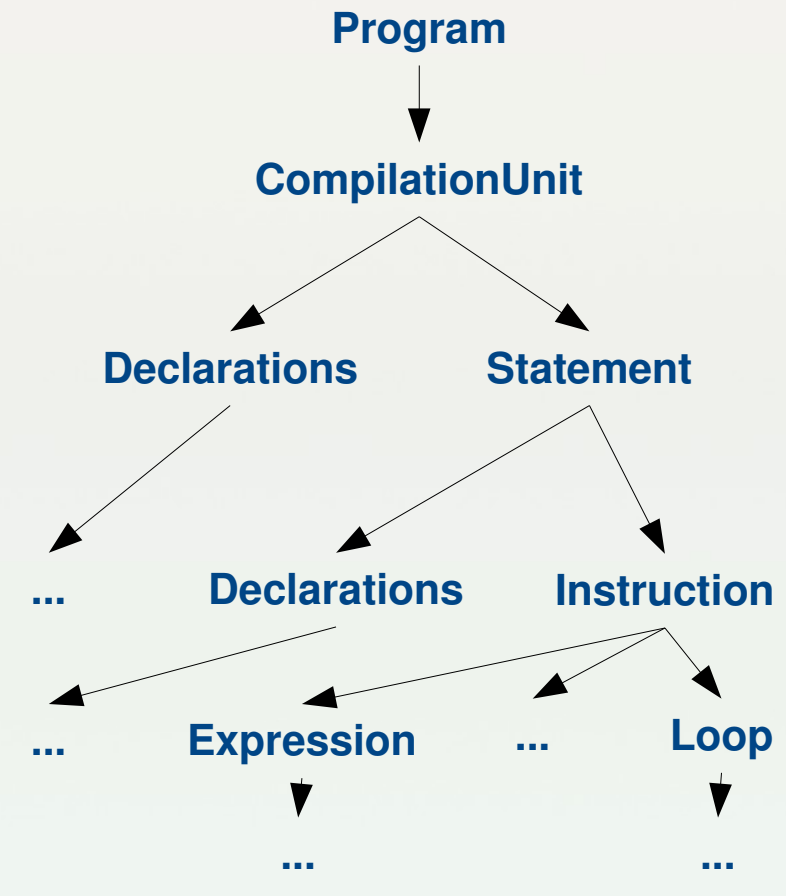 Program
CompilationUnit
Declarations Statement
... Declarations Instruction
... Expression ... Loop
... ...